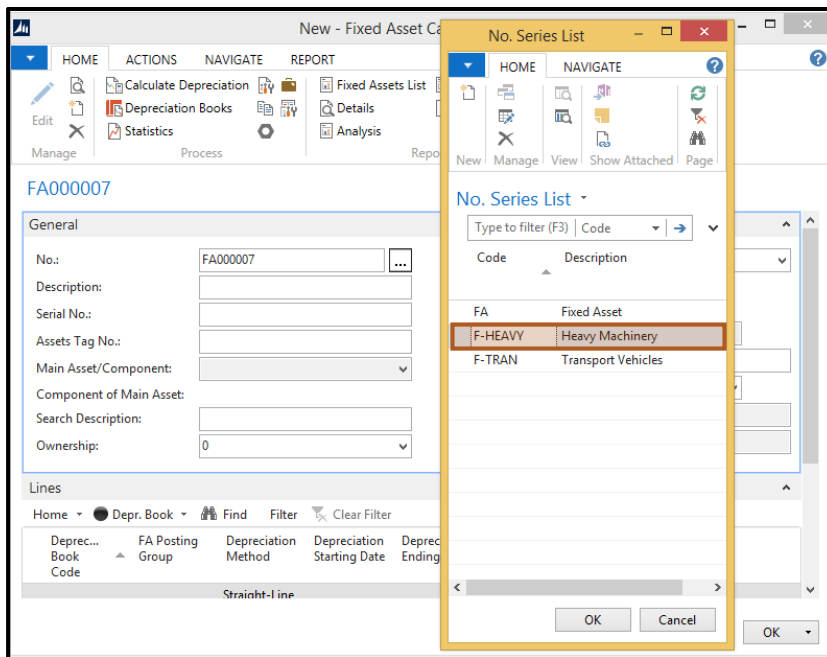 New - Fixed Asset Ca
HOME ACTIONS NAVIGATE REPORT
Edit
Calculate Depreciation
Depreciation Books
Statistics
Fixed Assets List
Details
Analysis
Manage Process Repo
FA000007
General
No.: FA000007 ...
Description:
Serial No.:
Assets Tag No.:
Main Asset/Component:
Component of Main Asset:
Search Description:
Ownership: 0
Lines
Home Depr. Book Find Filter Clear Filter
Deprec... Book Code
FA Posting Group
Depreciation Method
Depreciation Starting Date
Deprec Ending
Straight-Line
OK
No. Series List
HOME NAVIGATE
New Manage View Show Attached Page
No. Series List
Type to filter (F3) Code
Code Description
FA Fixed Asset
F-HEAVY Heavy Machinery
F-TRAN Transport Vehicles
OK Cancel